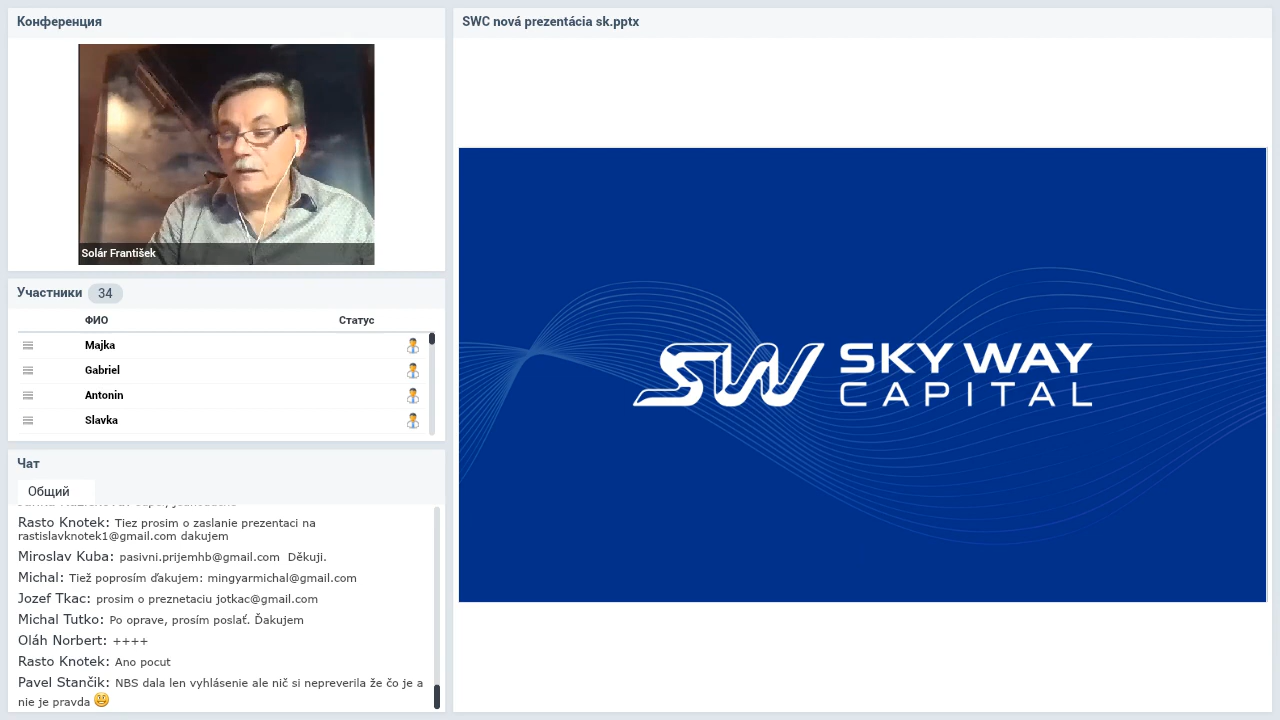 Конференция
Solár František
Участники 34
ФИО Статус
Majka
Gabriel
Antonin
Slavka
Чат
Общий
Rasto Knotek: Tiez prosim o zaslanie prezentaci na
rastislavknotek1@gmail.com dakujem
Miroslav Kuba: pasivni.prijemhb@gmail.com Děkuji.
Michal: Tiež poprosím ďakujem: mingyarmichal@gmail.com
Jozef Tkac: prosim o preznetaciu jotkac@gmail.com
Michal Tutko: Po oprave, prosím poslať. Ďakujem
Oláh Norbert: ++++
Rasto Knotek: Ano pocut
Pavel Stančik: NBS dala len vyhlásenie ale nič si nepreverila že čo je a
nie je pravda
SWC nová prezentácia sk.pptx
SW SKY WAY
CAPITAL